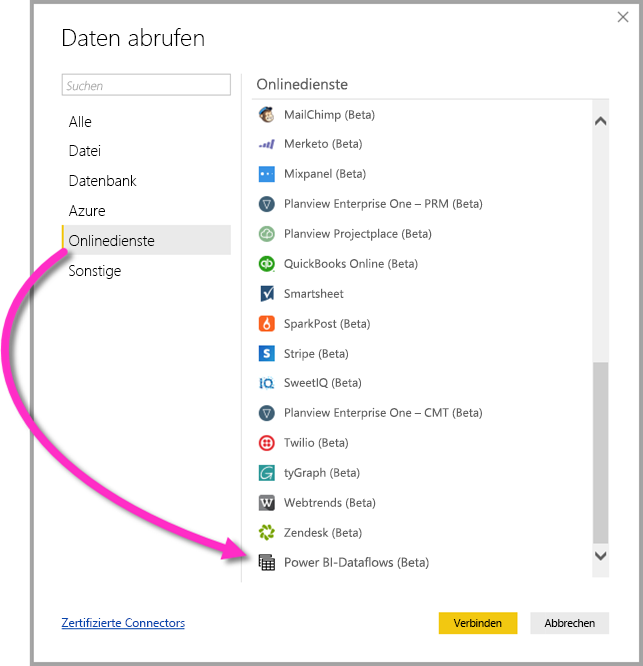 Daten abrufen
Suchen
Alle
Datei
Datenbank
Azure
Onlinedienste
Sonstige
Onlinedienste
MailChimp (Beta)
Merketo (Beta)
Mixpanel (Beta)
Planview Enterprise One – PRM (Beta)
Planview Projectplace (Beta)
QuickBooks Online (Beta)
Smartsheet
SparkPost (Beta)
Stripe (Beta)
SweetIQ (Beta)
Planview Enterprise One – CMT (Beta)
Twilio (Beta)
tyGraph (Beta)
Webtrends (Beta)
Zendesk (Beta)
Power BI-Dataflows (Beta)
Zertifizierte Connectors
Verbinden
Abbrechen